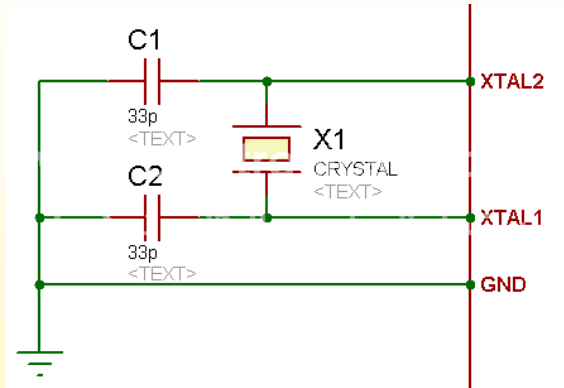 C1
XTAL2
33p
<TEXT>
X1
CRYSTAL
<TEXT>
C2
XTAL1
33p
<TEXT>
GND